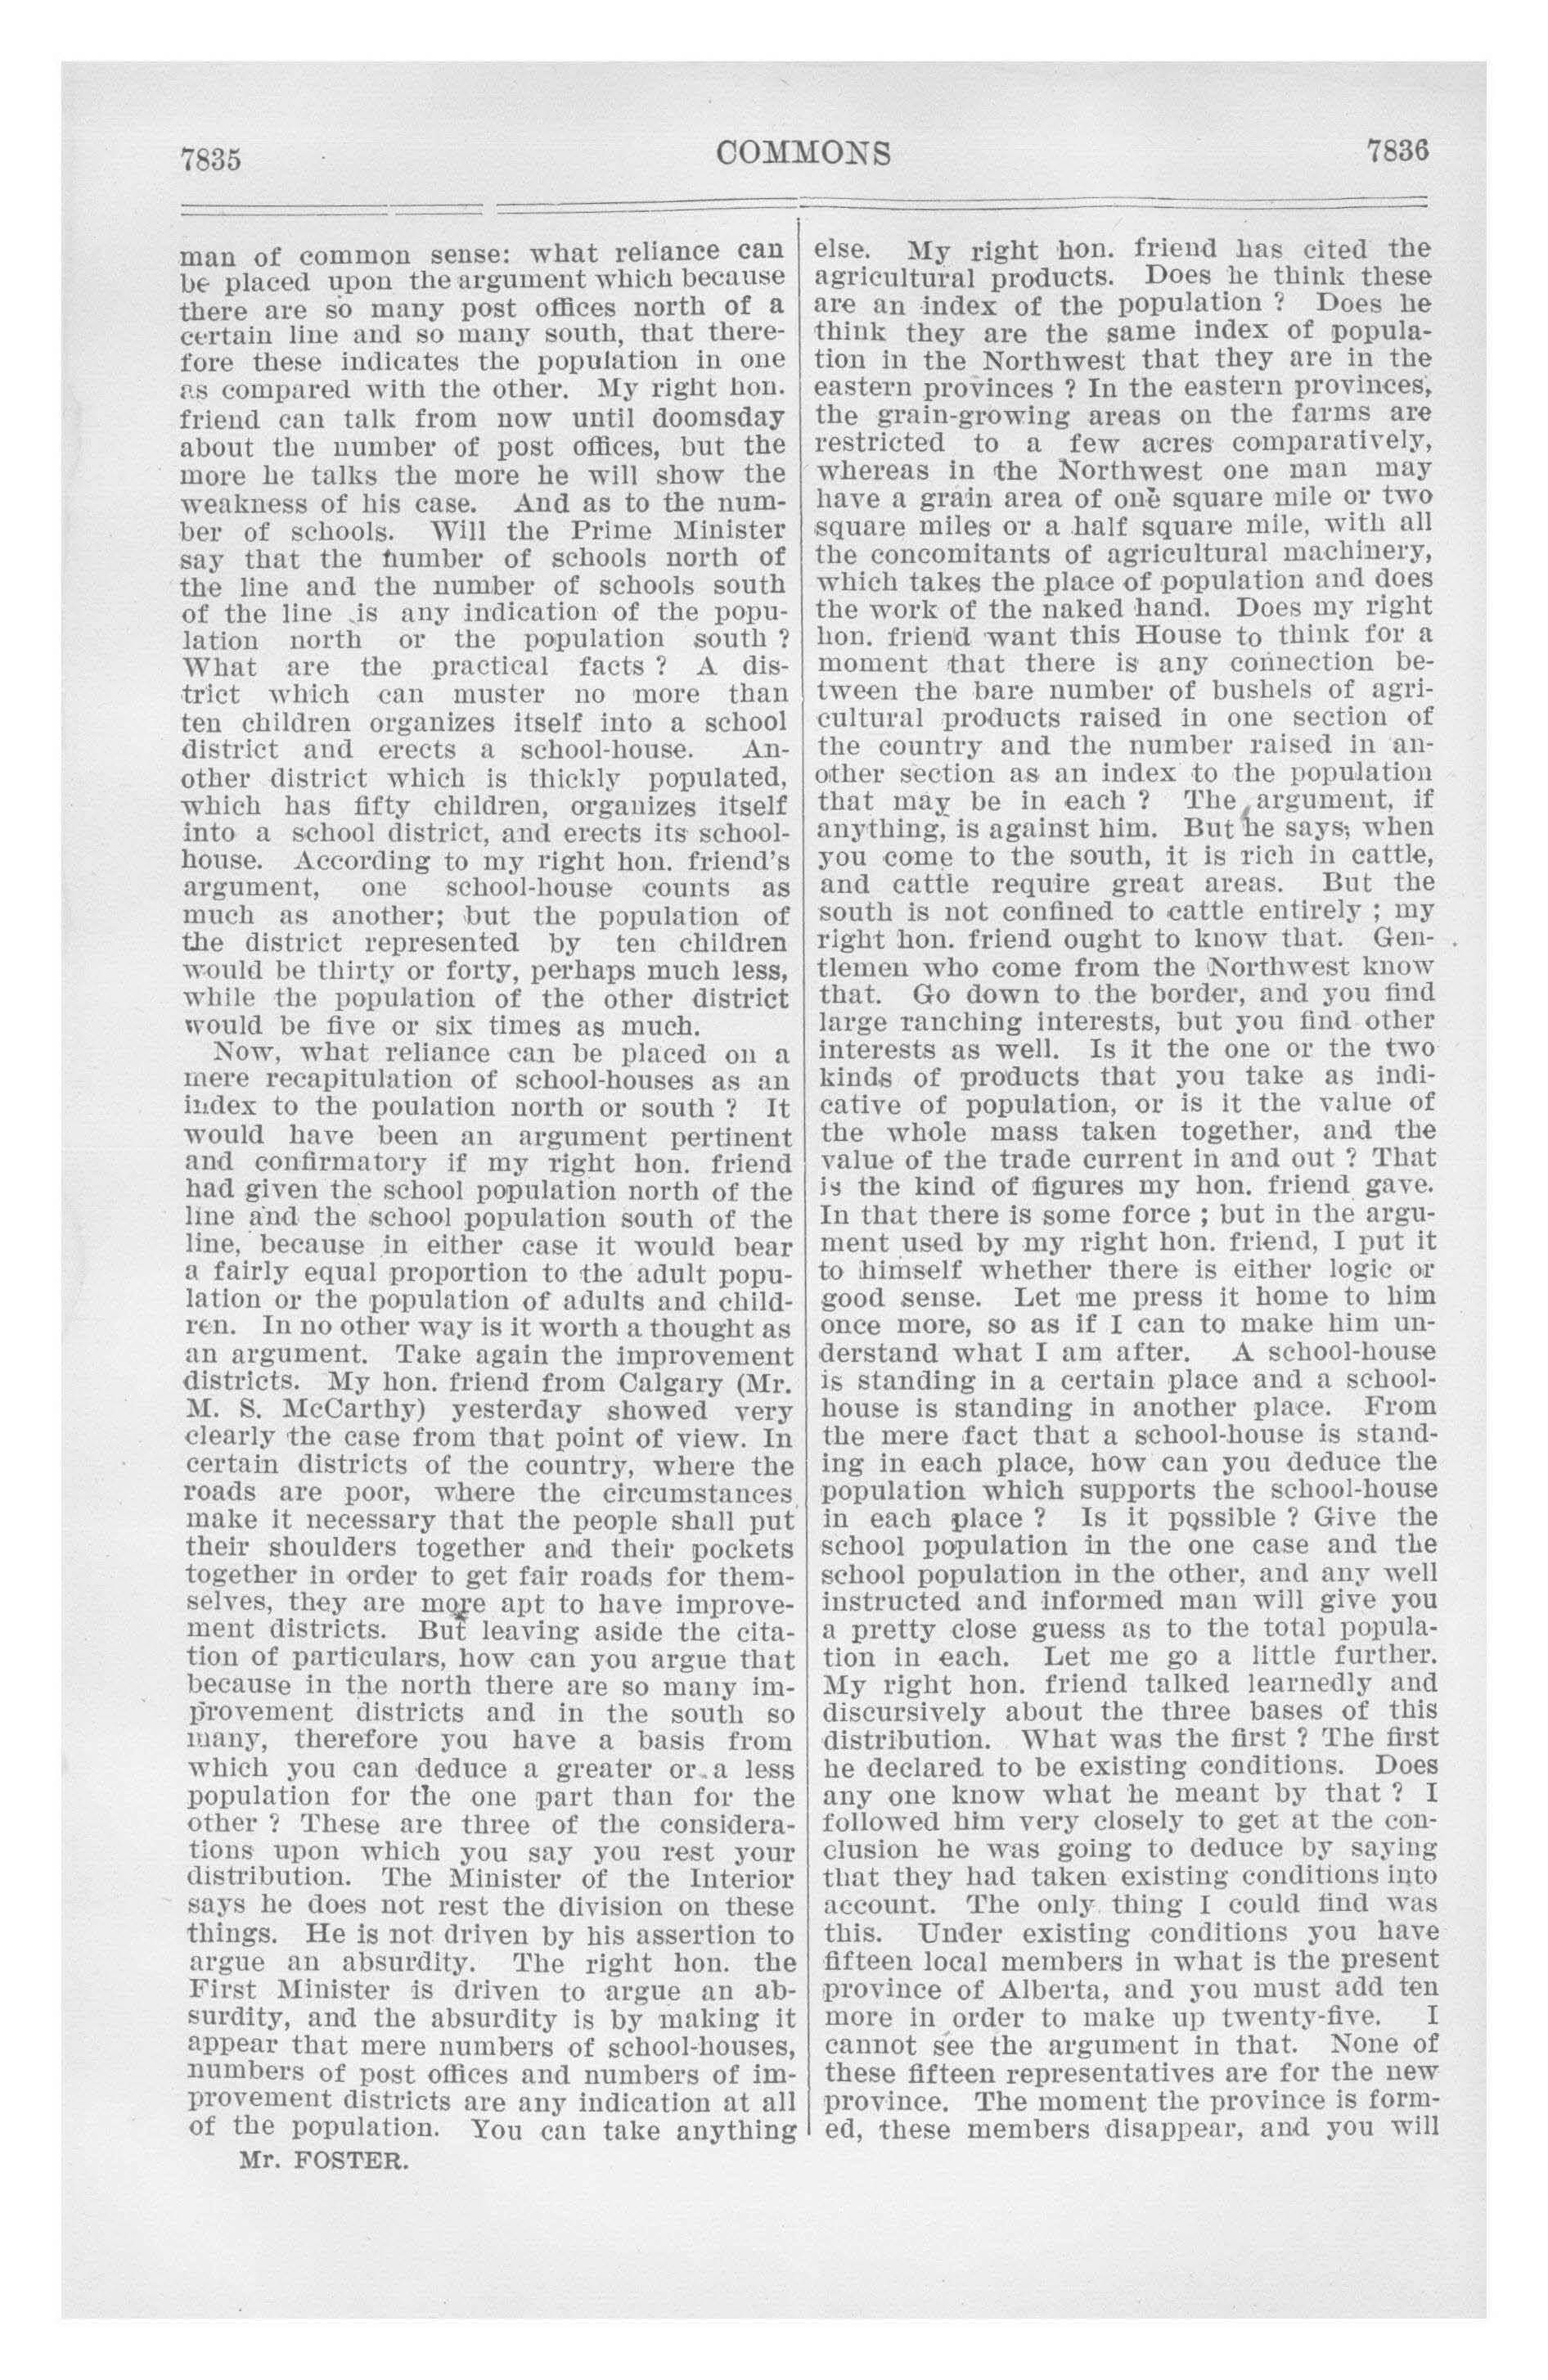 7835
COMMONS
7836
man of common sense: what reliance can
be placed upon the argument which because
there are so many post offices north of a
certain line and so many south, that there-
fore these indicates the population in one
as compared with the other. My right hon.
friend can talk from now until doomsday
about the number of post offices, but the
more he talks the more he will show the
weakness of his case. And as to the num-
ber of schools. Will the Prime Minister
say that the number of schools north of
the line and the number of schools south
of the line is any indication of the popu-
lation north or the population south ?
What are the practical facts ? A dis-
trict which can muster no more than
ten children organizes itself into a school
district and erects a school-house. An-
other district which is thickly populated,
which has fifty children, organizes itself
into a school district, and erects its school-
house. According to my right hon. friend's
argument, one school-house counts as
much as another; but the population of
the district represented by ten children
would be thirty or forty, perhaps much less,
while the population of the other district
would be five or six times as much.
Now, what reliance can be placed on a
mere recapitulation of school-houses as an
index to the poulation north or south ? It
would have been an argument pertinent
and confirmatory if my right hon. friend
had given the school population north of the
line and the school population south of the
line, because in either case it would bear
a fairly equal proportion to the adult popu-
lation or the population of adults and child-
ren. In no other way is it worth a thought as
an argument. Take again the improvement
districts. My hon. friend from Calgary (Mr.
M. S. McCarthy) yesterday showed very
clearly the case from that point of view. In
certain districts of the country, where the
roads are poor, where the circumstances
make it necessary that the people shall put
their shoulders together and their pockets
together in order to get fair roads for them-
selves, they are more apt to have improve-
ment districts. But leaving aside the cita-
tion of particulars, how can you argue that
because in the north there are so many im-
provement districts and in the south so
many, therefore you have a basis from
which you can deduce a greater or a less
population for the one part than for the
other ? These are three of the considera-
tions upon which you say you rest your
distribution. The Minister of the Interior
says he does not rest the division on these
things. He is not driven by his assertion to
argue an absurdity. The right hon. the
First Minister is driven to argue an ab-
surdity, and the absurdity is by making it
appear that mere numbers of school-houses,
numbers of post offices and numbers of im-
provement districts are any indication at all
of the population. You can take anything
Mr. FOSTER.
else. My right hon. friend has cited the
agricultural products. Does he think these
are an index of the population ? Does he
think they are the same index of popula-
tion in the Northwest that they are in the
eastern provinces ? In the eastern provinces,
the grain-growing areas on the farms are
restricted to a few acres comparatively,
whereas in the Northwest one man may
have a grain area of one square mile or two
square miles or a half square mile, with all
the concomitants of agricultural machinery,
which takes the place of population and does
the work of the naked hand. Does my right
hon. friend want this House to think for a
moment that there is any connection be-
tween the bare number of bushels of agri-
cultural products raised in one section of
the country and the number raised in an-
other section as an index to the population
that may be in each ? The argument, if
anything, is against him. But he says, when
you come to the south, it is rich in cattle,
and cattle require great areas. But the
south is not confined to cattle entirely ; my
right hon. friend ought to know that. Gen-
tlemen who come from the Northwest know
that. Go down to the border, and you find
large ranching interests, but you find other
interests as well. Is it the one or the two
kinds of products that you take as indi-
cative of population, or is it the value of
the whole mass taken together, and the
value of the trade current in and out ? That
is the kind of figures my hon. friend gave.
In that there is some force ; but in the argu-
ment used by my right hon. friend, I put it
to himself whether there is either logic or
good sense. Let me press it home to him
once more, so as if I can to make him un-
derstand what I am after. A school-house
is standing in a certain place and a school-
house is standing in another place. From
the mere fact that a school-house is stand-
ing in each place, how can you deduce the
population which supports the school-house
in each place ? Is it possible ? Give the
school population in the one case and the
school population in the other, and any well
instructed and informed man will give you
a pretty close guess as to the total popula-
tion in each. Let me go a little further.
My right hon. friend talked learnedly and
discursively about the three bases of this
distribution. What was the first ? The first
he declared to be existing conditions. Does
any one know what he meant by that ? I
followed him very closely to get at the con-
clusion he was going to deduce by saying
that they had taken existing conditions into
account. The only thing I could find was
this. Under existing conditions you have
fifteen local members in what is the present
province of Alberta, and you must add ten
more in order to make up twenty-five. I
cannot see the argument in that. None of
these fifteen representatives are for the new
province. The moment the province is form-
ed, these members disappear, and you will